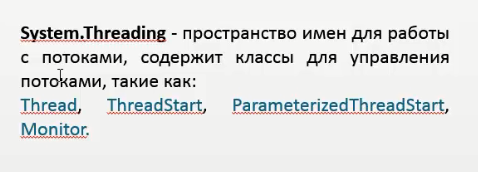 System.Threading - пространство имен для работы
с потоками, содержит классы для управления
потоками, такие как:
Thread, ThreadStart, ParameterizedThreadStart,
Monitor.